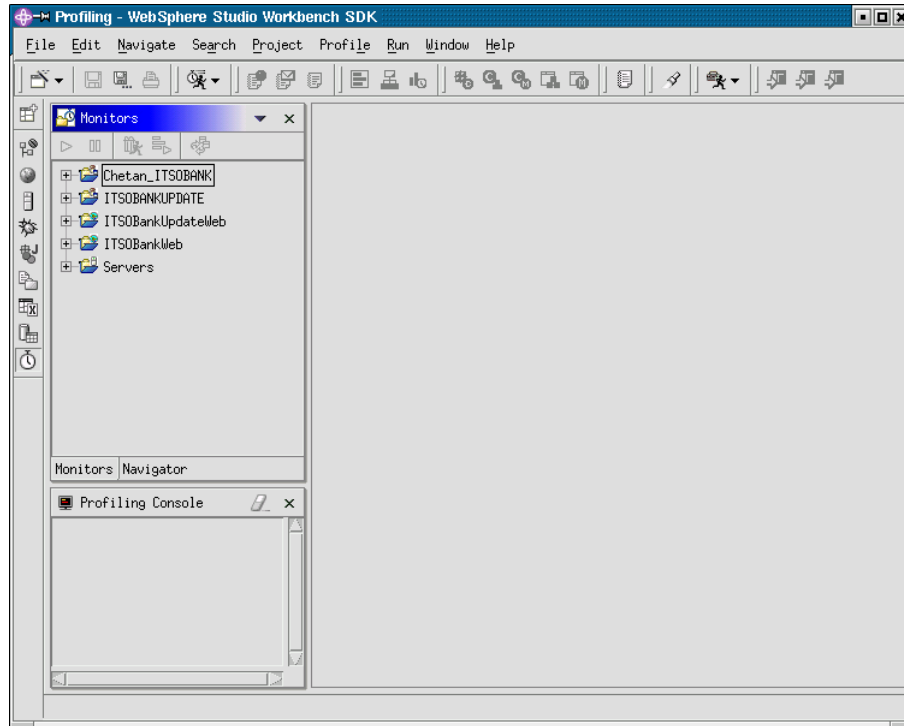 Profiling - WebSphere Studio Workbench SDK
File Edit Navigate Search Project Profile Run Window Help
Monitors
Chetan_ITSOBANK
ITSOBANKUPDATE
ITSOBankUpdateWeb
ITSOBankWeb
Servers
Monitors Navigator
Profiling Console